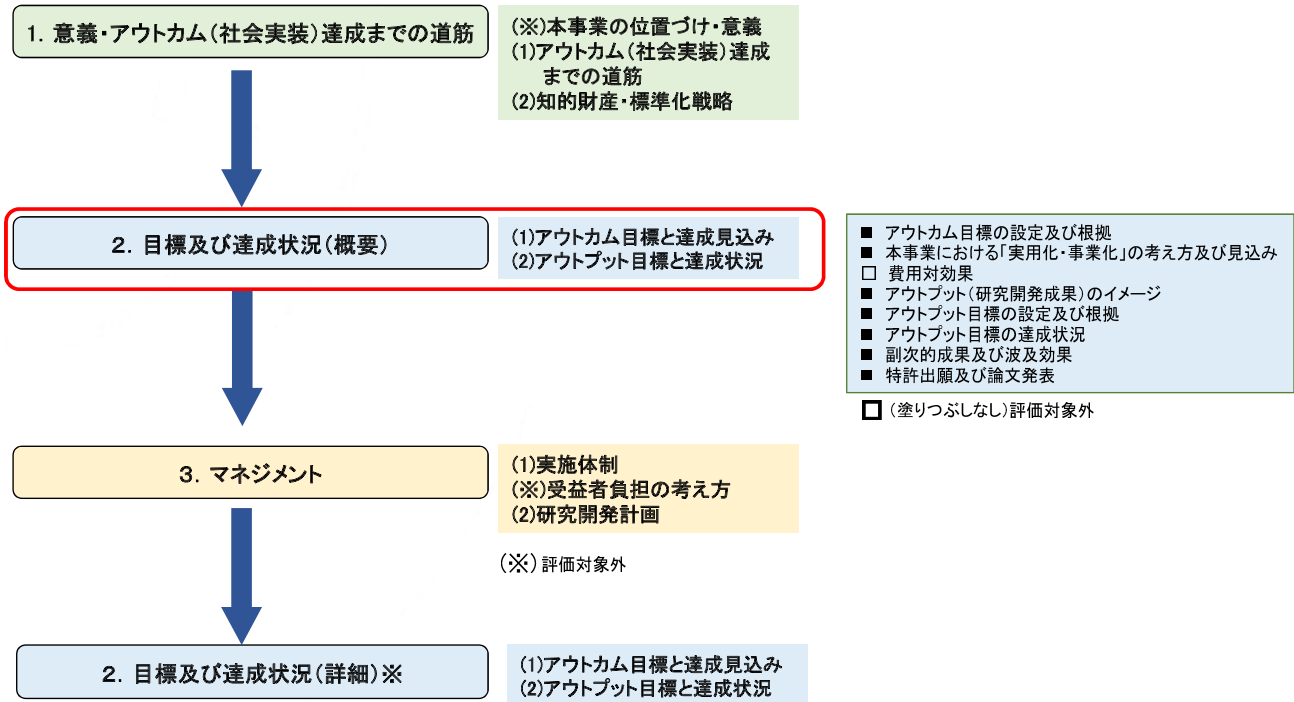 1．意義・アウトカム（社会実装）達成までの道筋
(※)本事業の位置づけ・意義
(1)アウトカム（社会実装）達成
までの道筋
(2)知的財産・標準化戦略
2．目標及び達成状況（概要）
(1)アウトカム目標と達成見込み
(2)アウトプット目標と達成状況
■ アウトカム目標の設定及び根拠
■ 本事業における「実用化・事業化」の考え方及び見込み
□ 費用対効果
■ アウトプット（研究開発成果）のイメージ
■ アウトプット目標の設定及び根拠
■ アウトプット目標の達成状況
■ 副次的成果及び波及効果
■ 特許出願及び論文発表
□（塗りつぶしなし）評価対象外
3．マネジメント
(1)実施体制
(※)受益者負担の考え方
(2)研究開発計画
(※) 評価対象外
2．目標及び達成状況（詳細）※
(1)アウトカム目標と達成見込み
(2)アウトプット目標と達成状況